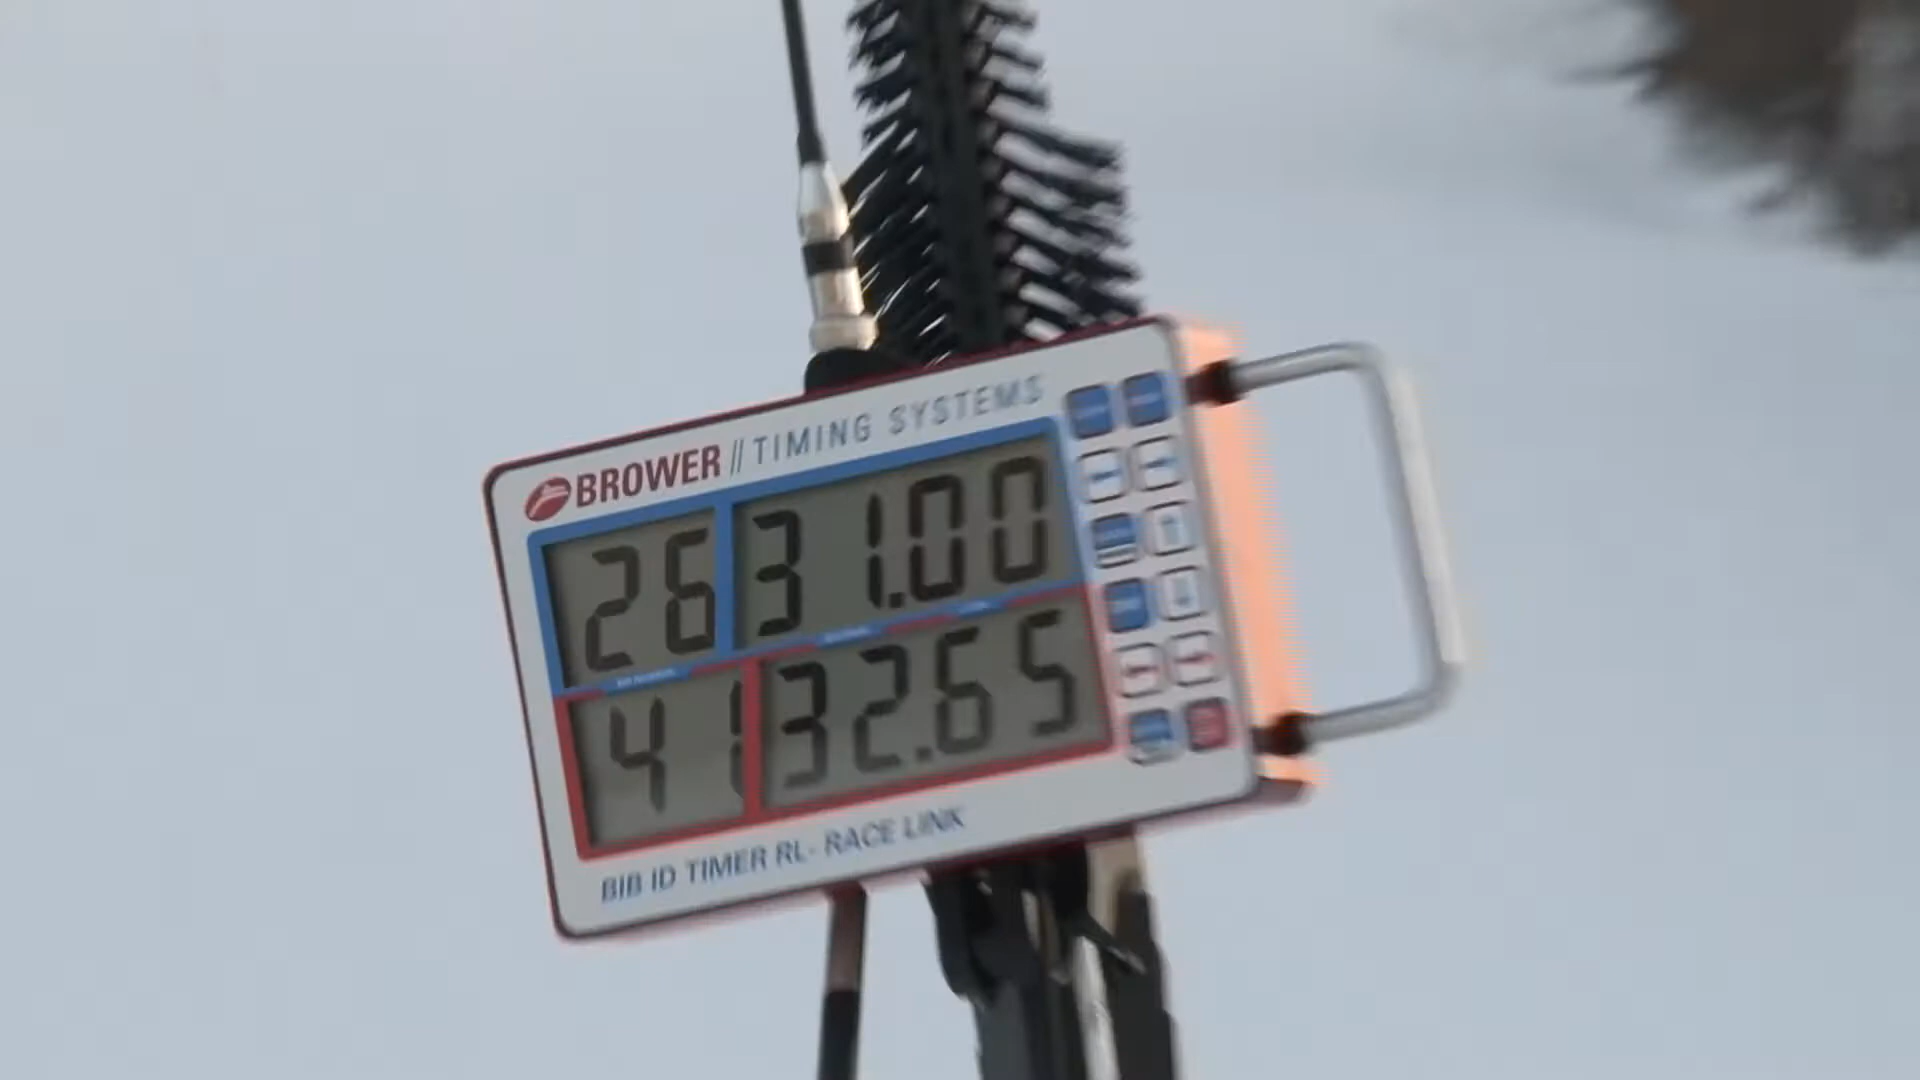 BROWER // TIMING SYSTEMS
26 31.00
41 32.65
BIB ID TIMER RL- RACE LINK